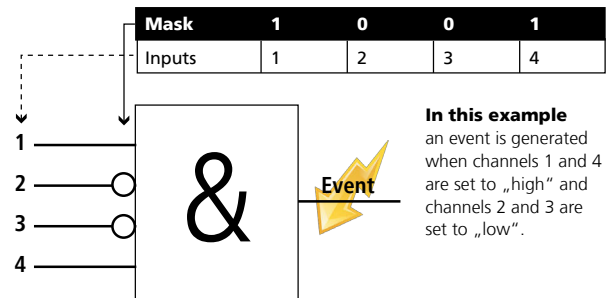 Mask 1 0 0 1
Inputs 1 2 3 4
In this example
an event is generated
when channels 1 and 4
are set to „high“ and
channels 2 and 3 are
set to „low“.
1
2
3
4
&
Event